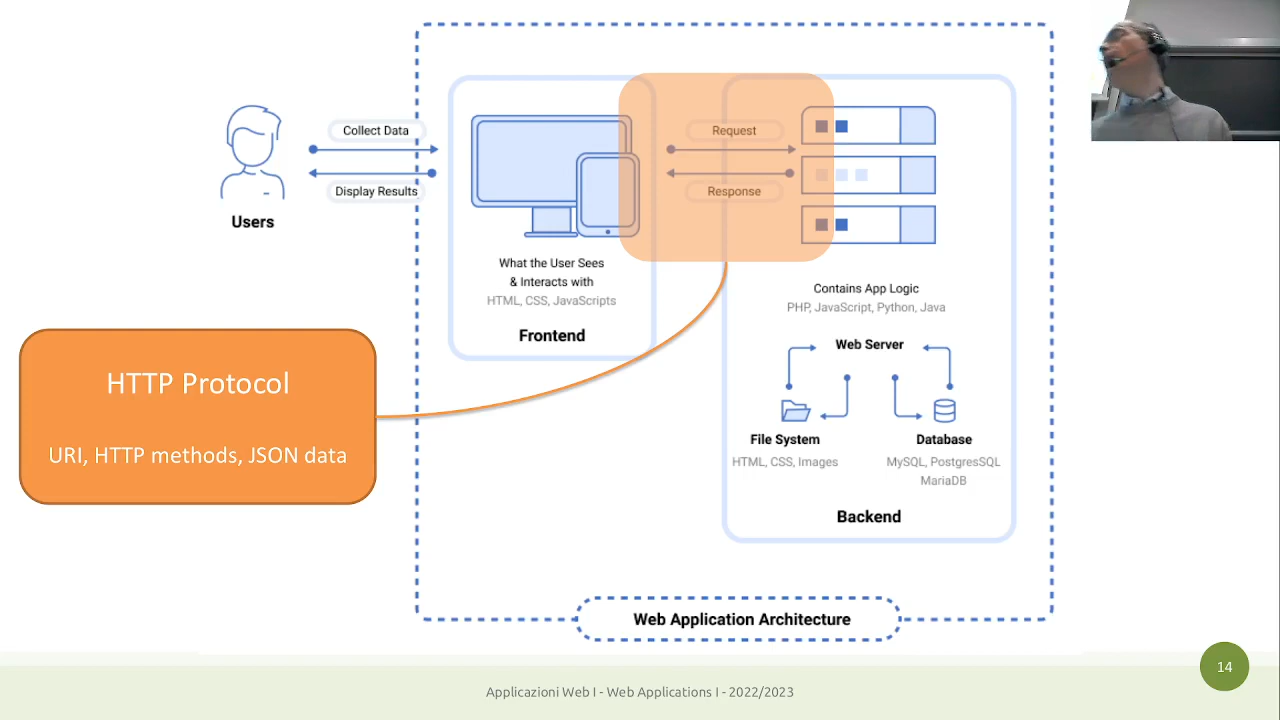 Collect Data
Display Results
Users
Request
Response
What the User Sees
& Interacts with
HTML, CSS, JavaScripts
Frontend
Contains App Logic
PHP, JavaScript, Python, Java
Web Server
File System
HTML, CSS, Images
Database
MySQL, PostgresSQL
MariaDB
Backend
HTTP Protocol
URI, HTTP methods, JSON data
Web Application Architecture
14
Applicazioni Web I - Web Applications I - 2022/2023